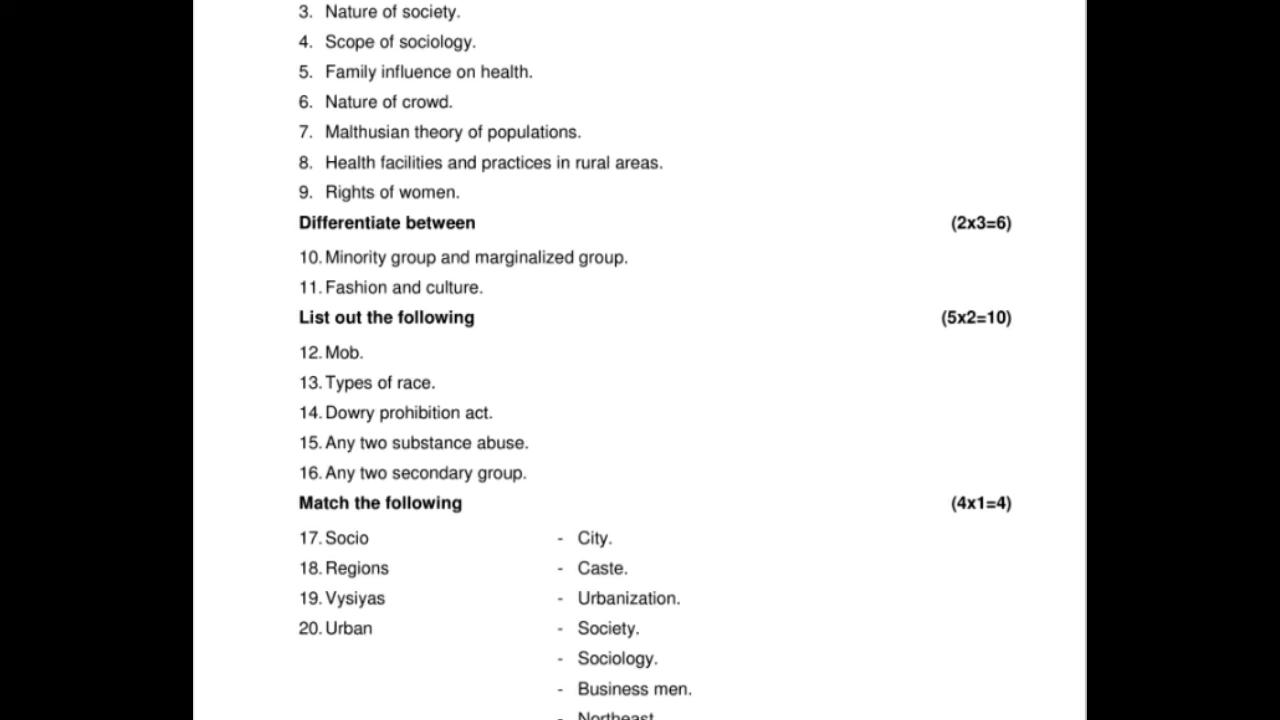 3. Nature of society.
4. Scope of sociology.
5. Family influence on health.
6. Nature of crowd.
7. Malthusian theory of populations.
8. Health facilities and practices in rural areas.
9. Rights of women.
Differentiate between (2x3=6)
10. Minority group and marginalized group.
11. Fashion and culture.
List out the following (5x2=10)
12. Mob.
13. Types of race.
14. Dowry prohibition act.
15. Any two substance abuse.
16. Any two secondary group.
Match the following (4x1=4)
17. Socio - City.
18. Regions - Caste.
19. Vysiyas - Urbanization.
20. Urban - Society.
- Sociology.
- Business men.
- Northeast